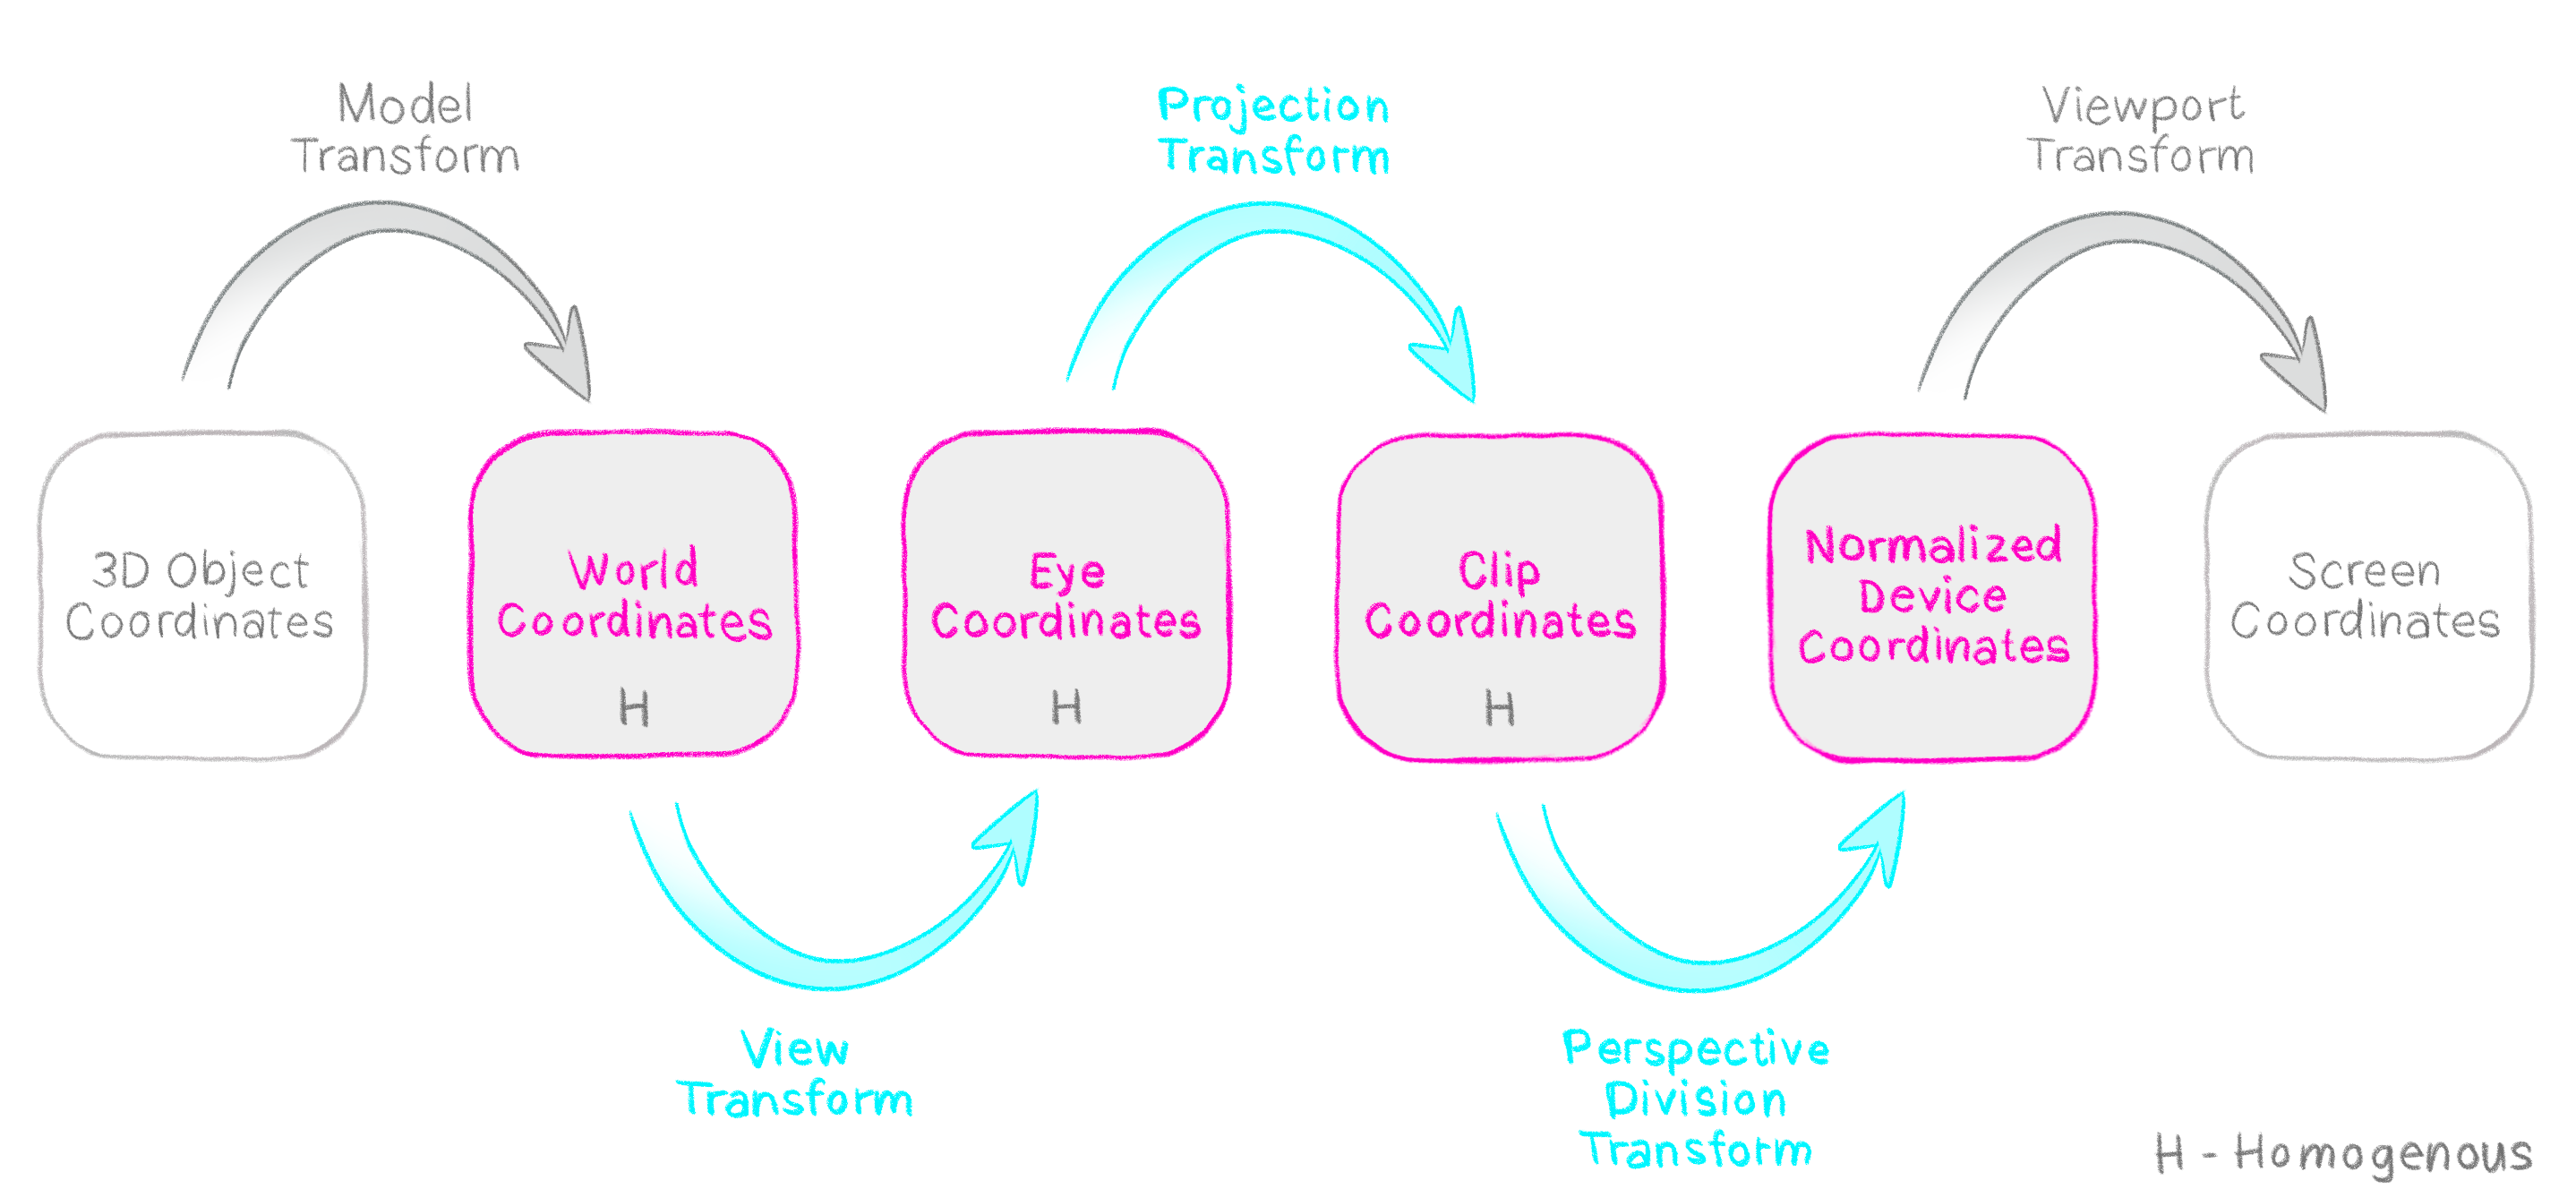 Model
Transform
Projection
Transform
Viewport
Transform
3D Object
Coordinates
World
Coordinates
H
Eye
Coordinates
H
Clip
Coordinates
H
Normalized
Device
Coordinates
Screen
Coordinates
View
Transform
Perspective
Division
Transform
H - Homogenous